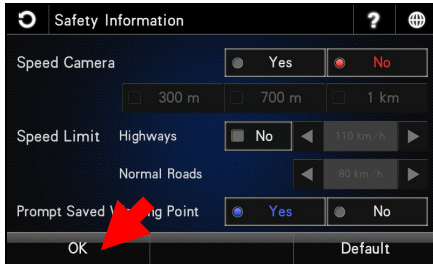 Safety Information ?
Speed Camera Yes No
300 m 700 m 1 km
Speed Limit Highways No 110 km/h
Normal Roads 80 km/h
Prompt Saved ng Point Yes No
OK Default